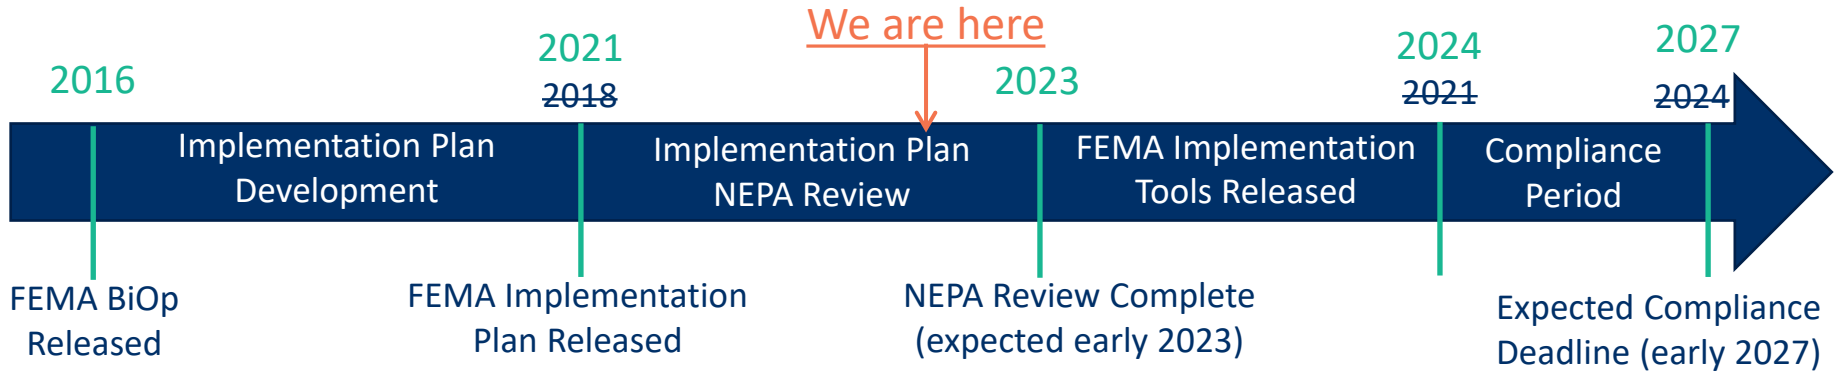 We are here
2016
2021
2018
2023
2024
2021
2027
2024
Implementation Plan
Development
Implementation Plan
NEPA Review
FEMA Implementation
Tools Released
Compliance
Period
FEMA BiOp
Released
FEMA Implementation
Plan Released
NEPA Review Complete
(expected early 2023)
Expected Compliance
Deadline (early 2027)